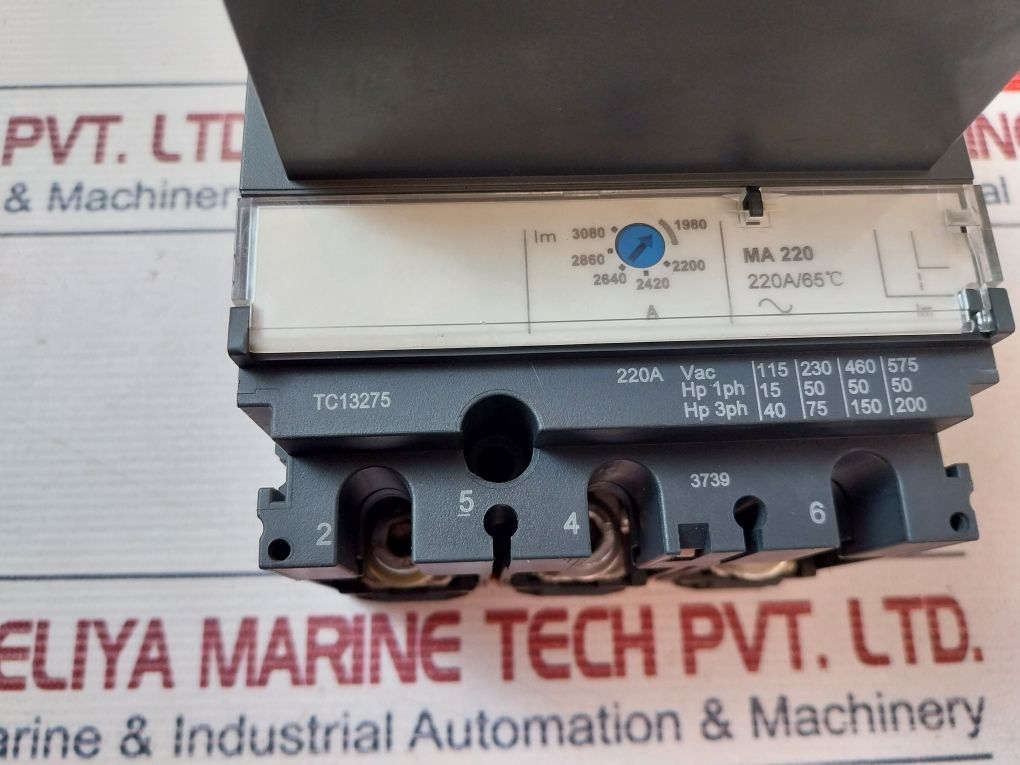 PVT. LTD
& Machinery
Im 3080 1980
2860 2200
2640 2420
A
MA 220
220A/65℃
220A Vac 115 230 460 575
Hp 1ph 15 50 50 50
Hp 3ph 40 75 150 200
TC13275
3739
2 5 4 6
ELIYA MARINE TECH PVT. LTD.
arine & Industrial Automation & Machinery